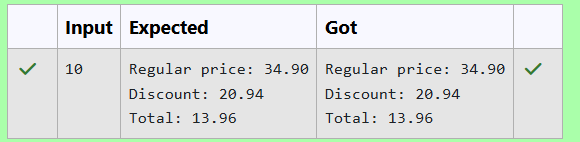 Input Expected Got
10 Regular price: 34.90 Regular price: 34.90
Discount: 20.94 Discount: 20.94
Total: 13.96 Total: 13.96